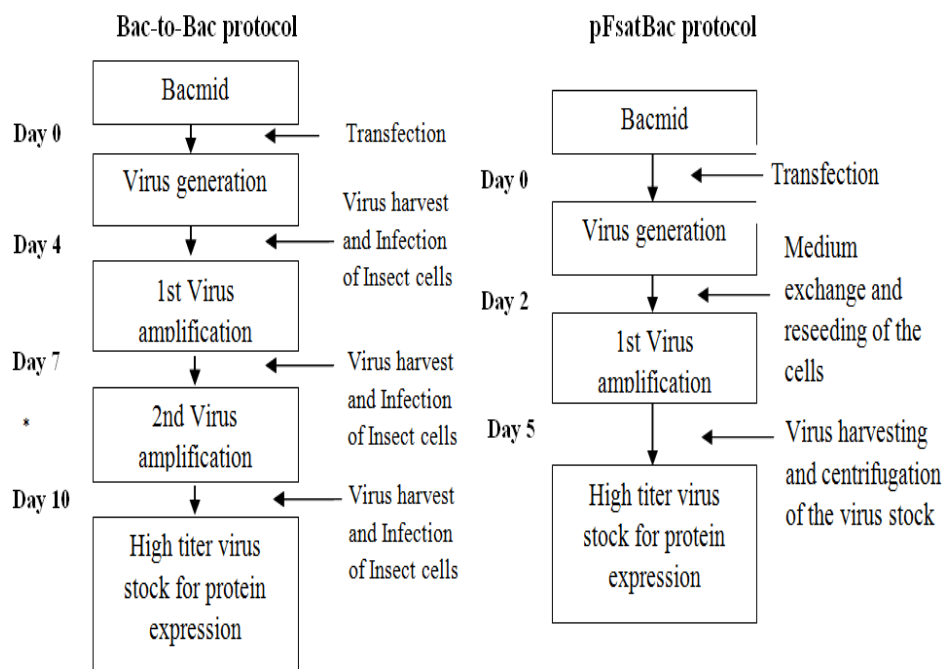 Bac-to-Bac protocol
Bacmid
Day 0
Transfection
Virus generation
Day 4
Virus harvest
and Infection
of Insect cells
1st Virus
amplification
Day 7
Virus harvest
and Infection
of Insect cells
*
2nd Virus
amplification
Day 10
Virus harvest
and Infection
of Insect cells
High titer virus
stock for protein
expression
pFsatBac protocol
Bacmid
Day 0
Transfection
Virus generation
Day 2
Medium
exchange and
reseeding of the
cells
1st Virus
amplification
Day 5
Virus harvesting
and centrifugation
of the virus stock
High titer virus
stock for protein
expression